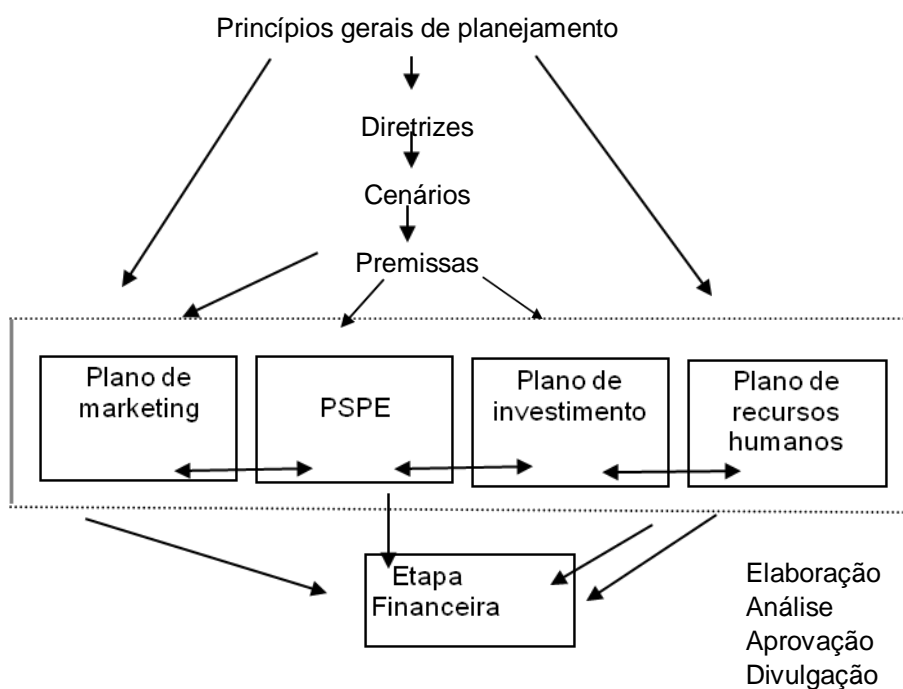 Princípios gerais de planejamento
Diretrizes
Cenários
Premissas
Plano de
marketing
PSPE
Plano de
investimento
Plano de
recursos
humanos
Etapa
Financeira
Elaboração
Análise
Aprovação
Divulgação